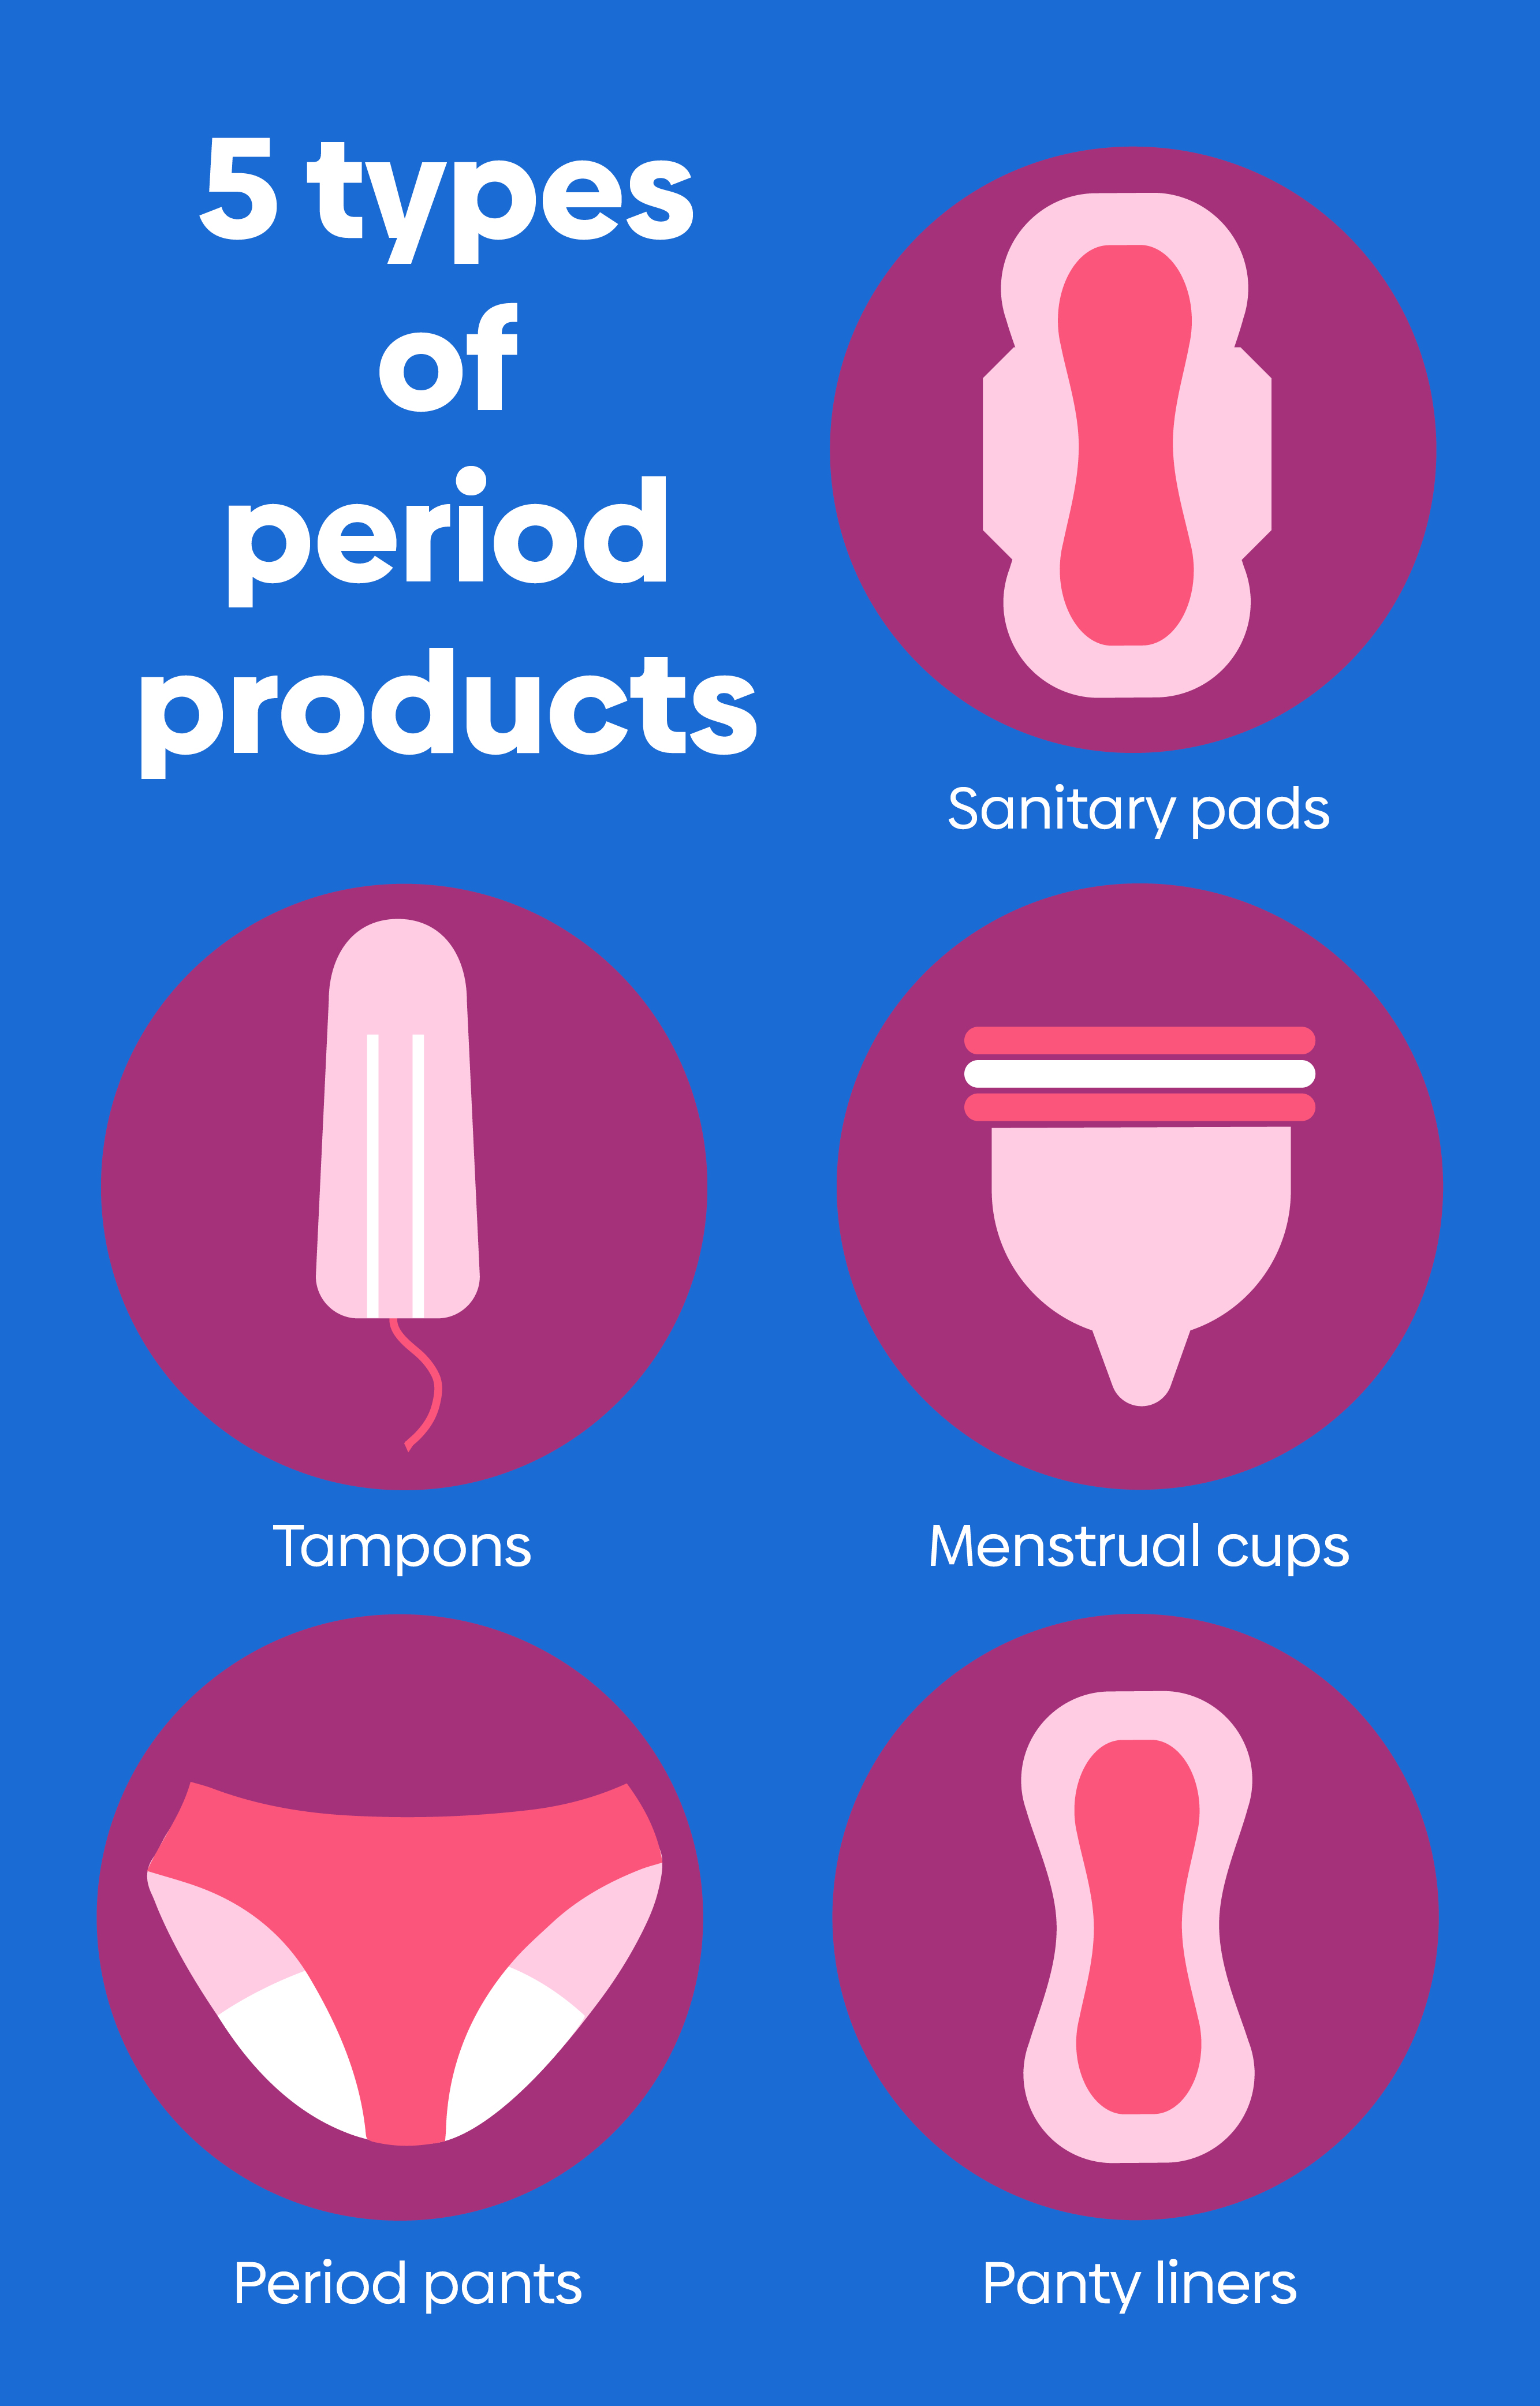 5 types
of
period
products
Sanitary pads
Tampons
Menstrual cups
Period pants
Panty liners